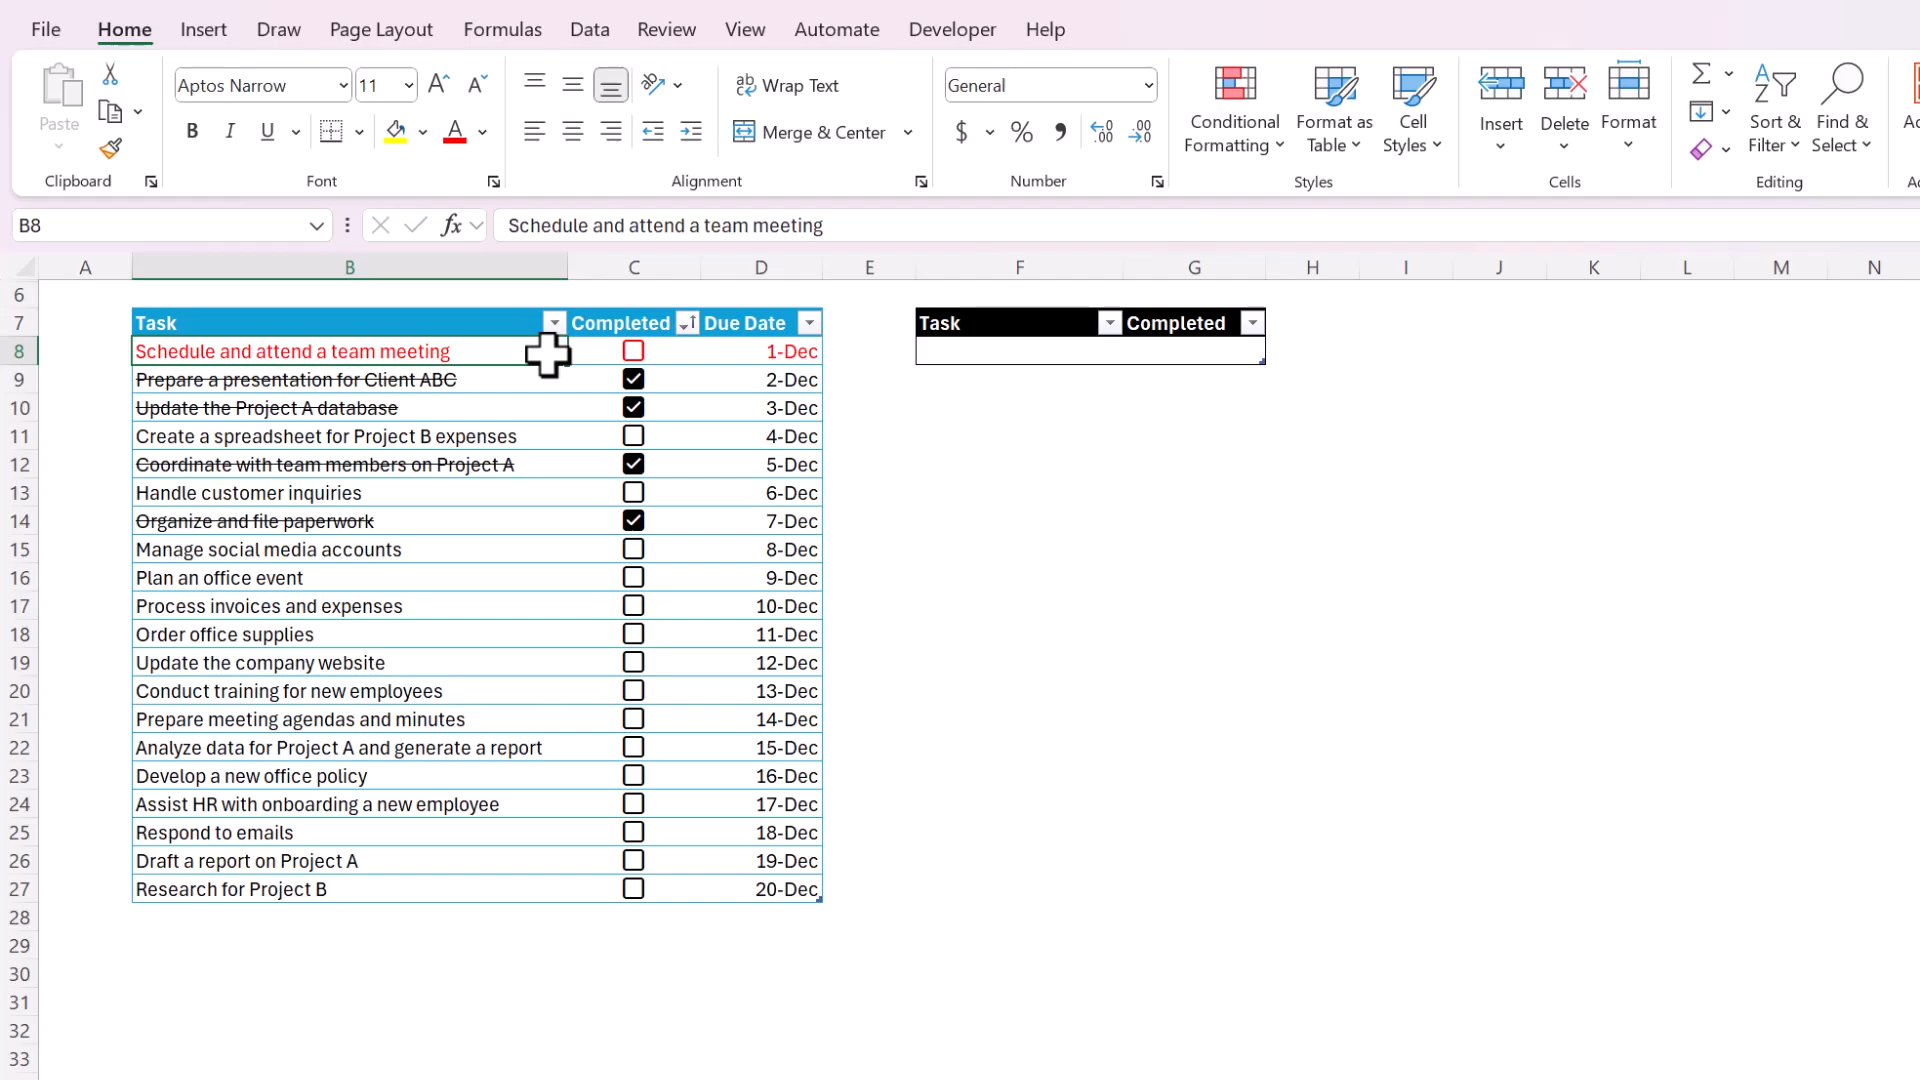 File Home Insert Draw Page Layout Formulas Data Review View Automate Developer Help
Paste
Clipboard
Aptos Narrow 11
B I U
Font
Wrap Text
Merge & Center
Alignment
General
$ %
Number
Conditional Formatting
Format as Table
Cell Styles
Styles
Insert Delete Format
Cells
Sort & Filter
Find & Select
Editing
B8 fx Schedule and attend a team meeting
A B C D E F G H I J K L M N
6
7 Task Completed Due Date Task Completed
8 Schedule and attend a team meeting 1-Dec
9 Prepare a presentation for Client ABC 2-Dec
10 Update the Project A database 3-Dec
11 Create a spreadsheet for Project B expenses 4-Dec
12 Coordinate with team members on Project A 5-Dec
13 Handle customer inquiries 6-Dec
14 Organize and file paperwork 7-Dec
15 Manage social media accounts 8-Dec
16 Plan an office event 9-Dec
17 Process invoices and expenses 10-Dec
18 Order office supplies 11-Dec
19 Update the company website 12-Dec
20 Conduct training for new employees 13-Dec
21 Prepare meeting agendas and minutes 14-Dec
22 Analyze data for Project A and generate a report 15-Dec
23 Develop a new office policy 16-Dec
24 Assist HR with onboarding a new employee 17-Dec
25 Respond to emails 18-Dec
26 Draft a report on Project A 19-Dec
27 Research for Project B 20-Dec
28
29
30
31
32
33